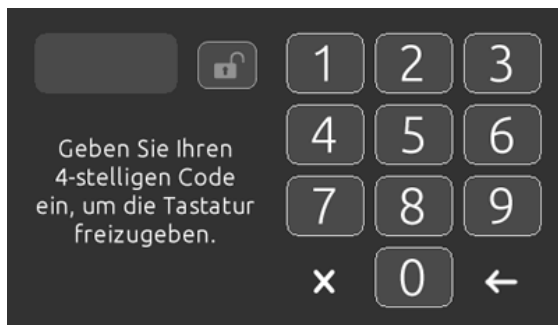 1 2 3
4 5 6
7 8 9
0
Geben Sie Ihren
4-stelligen Code
ein, um die Tastatur
freizugeben.